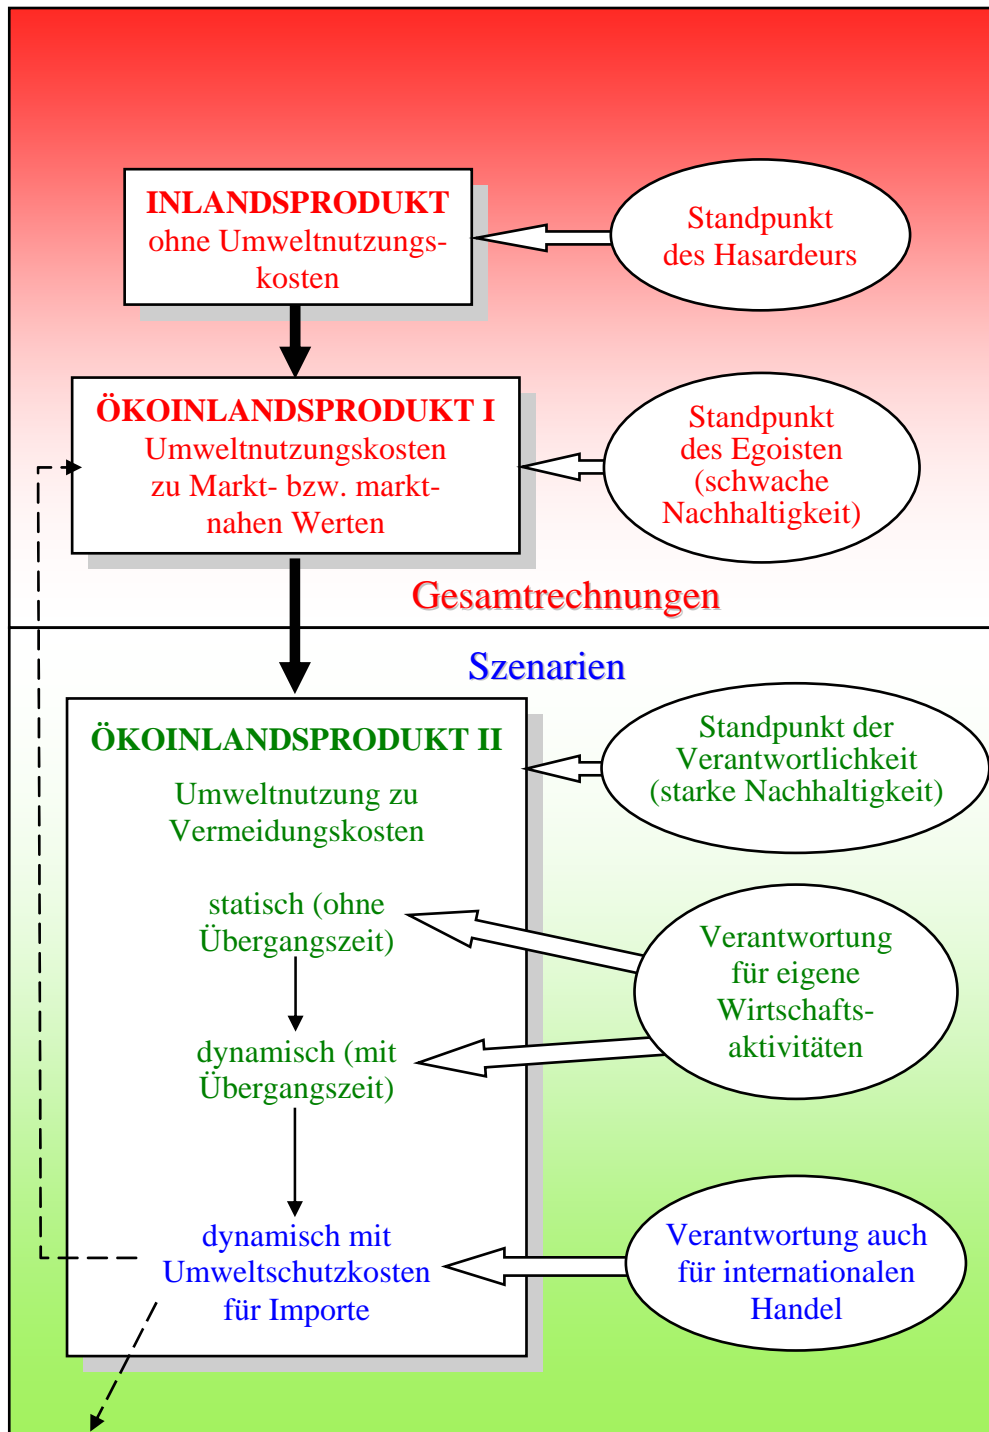 INLANDSPRODUKT
ohne Umweltnutzungs-
kosten
Standpunkt
des Hasardeurs
ÖKOINLANDSPRODUKT I
Umweltnutzungskosten
zu Markt- bzw. markt-
nahen Werten
Standpunkt
des Egoisten
(schwache
Nachhaltigkeit)
Gesamtrechnungen
Szenarien
ÖKOINLANDSPRODUKT II
Umweltnutzung zu
Vermeidungskosten
Standpunkt der
Verantwortlichkeit
(starke Nachhaltigkeit)
statisch (ohne
Übergangszeit)
dynamisch (mit
Übergangszeit)
Verantwortung
für eigene
Wirtschafts-
aktivitäten
dynamisch mit
Umweltschutzkosten
für Importe
Verantwortung auch
für internationalen
Handel